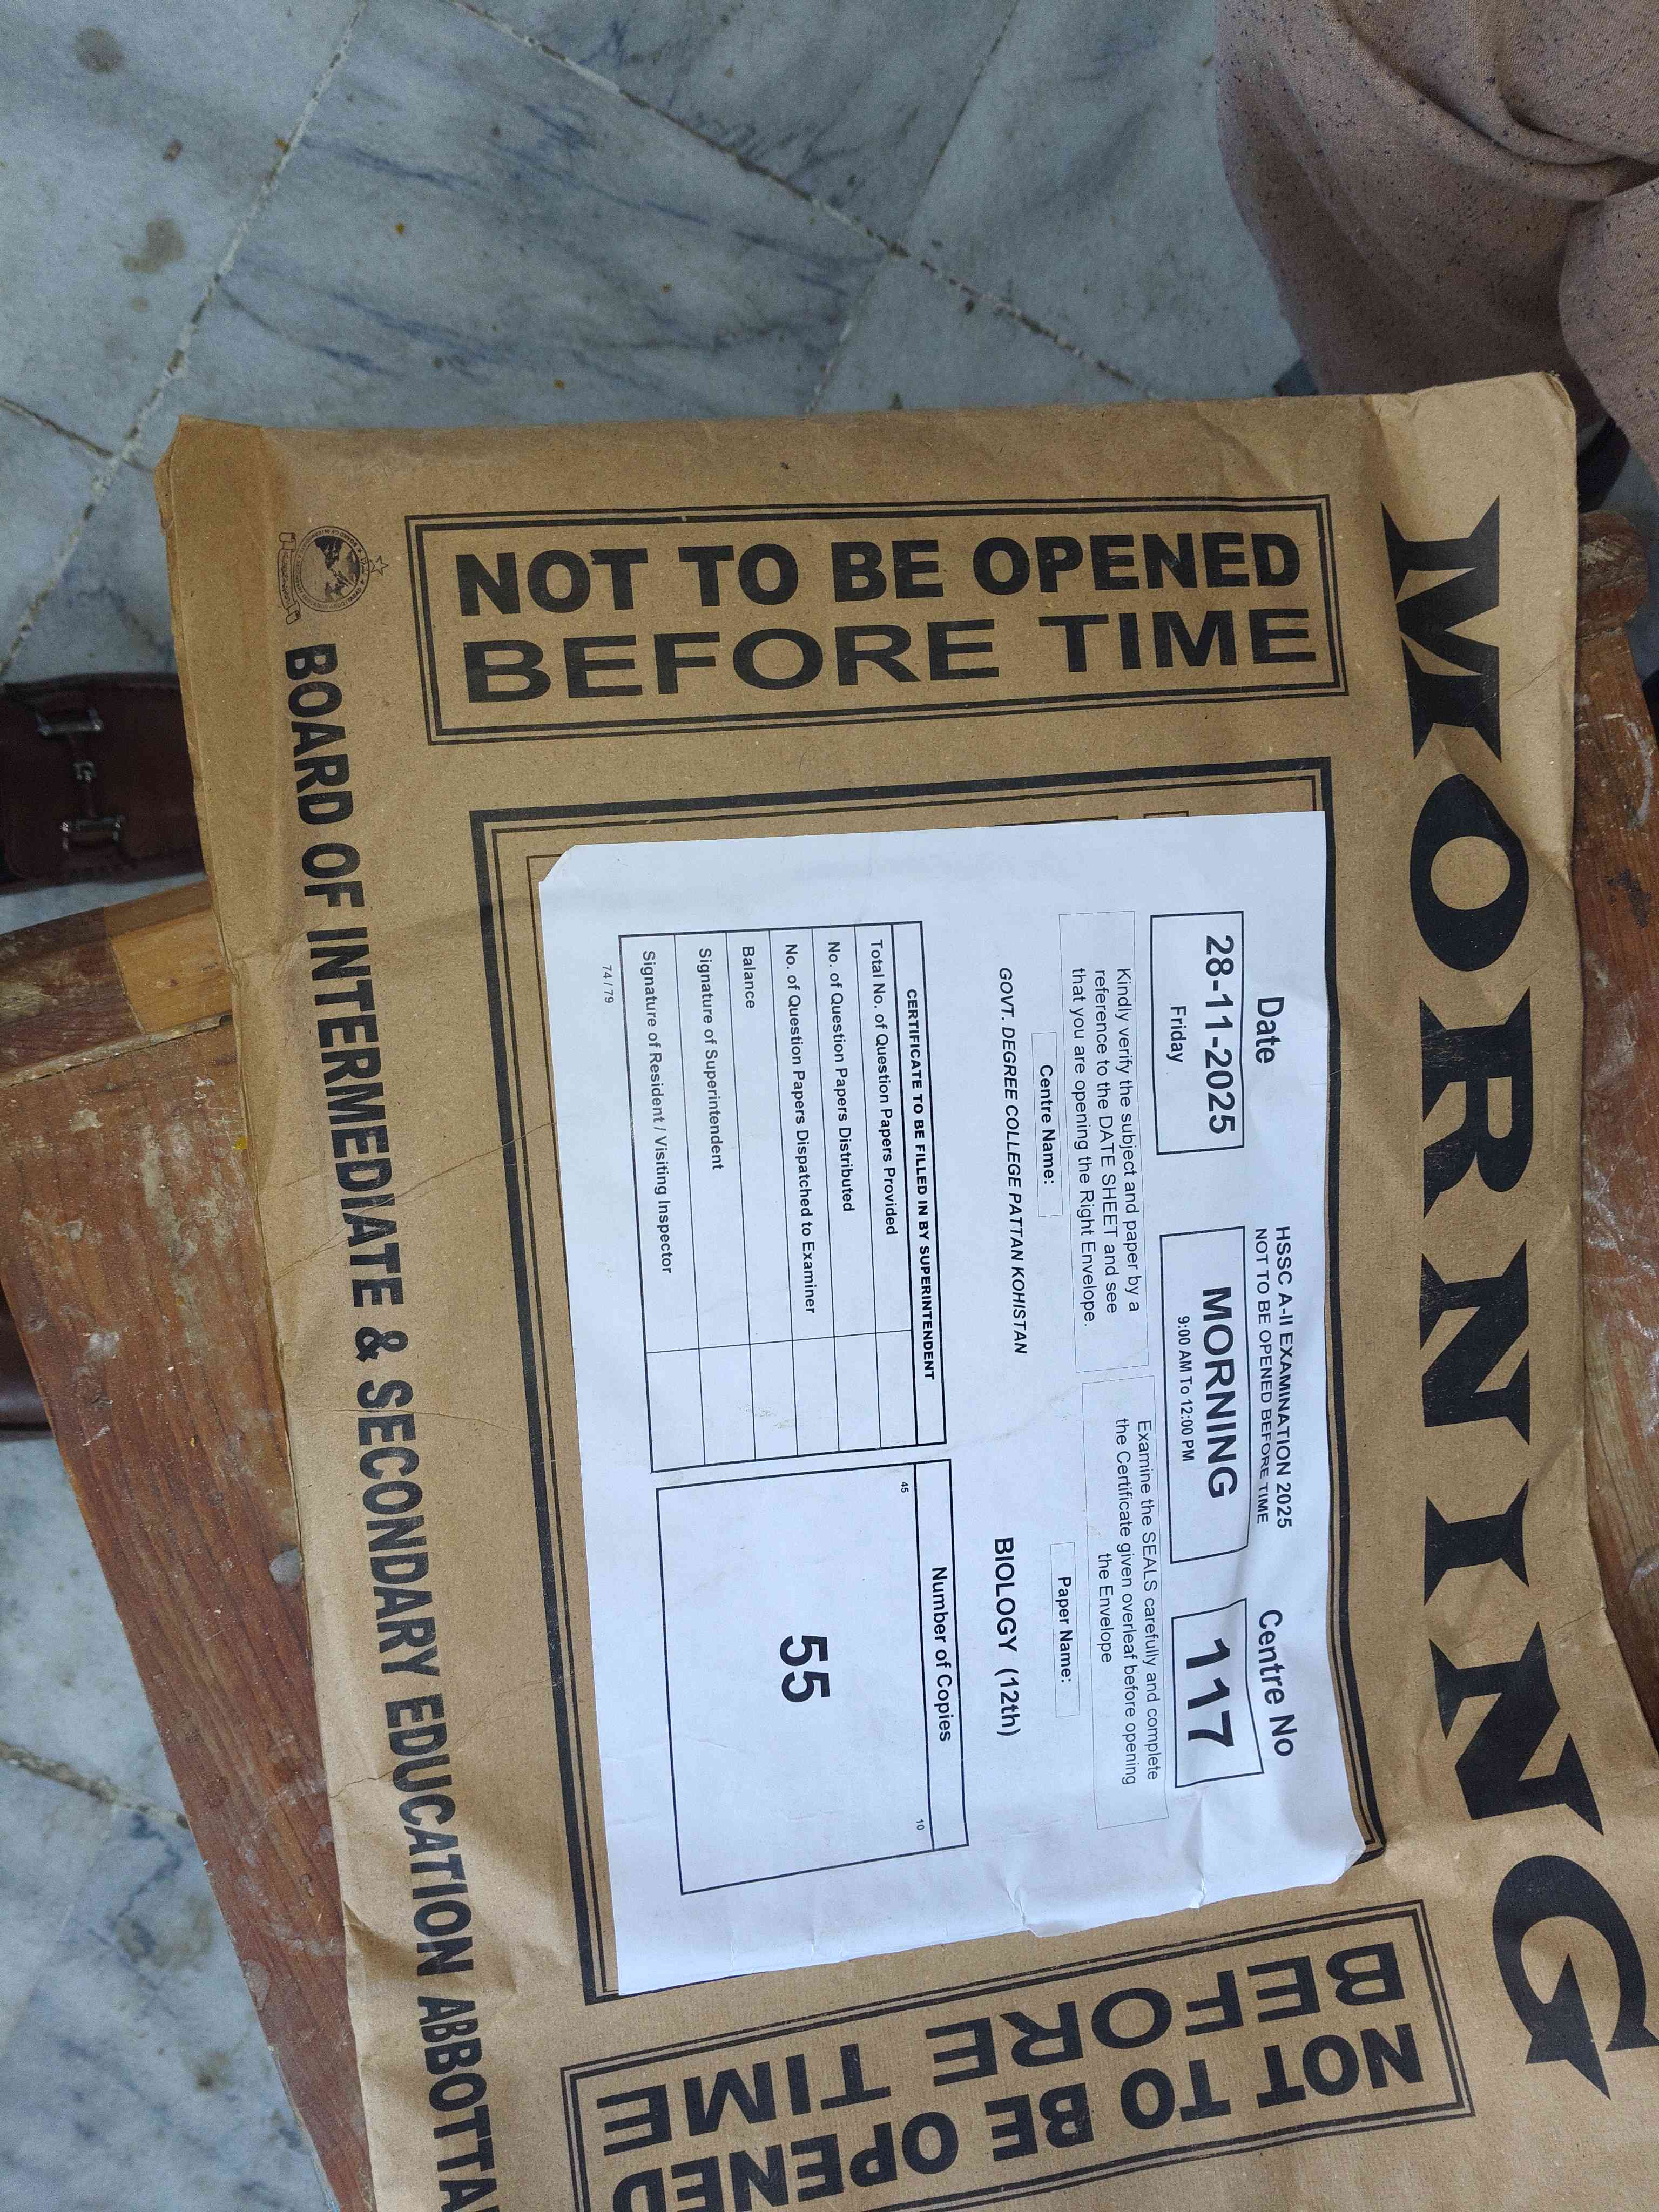 MORNING
NOT TO BE OPENED
BEFORE TIME
Date
HSSC A-II EXAMINATION 2025
NOT TO BE OPENED BEFORE TIME
Centre No
28-11-2025
Friday
MORNING
9:00 AM To 12:00 PM
117
Kindly verify the subject and paper by a
reference to the DATE SHEET and see
that you are opening the Right Envelope.
Examine the SEALS carefully and complete
the Certificate given overleaf before opening
the Envelope
Centre Name:
Paper Name:
GOVT. DEGREE COLLEGE PATTAN KOHISTAN
BIOLOGY (12th)
CERTIFICATE TO BE FILLED IN BY SUPERINTENDENT
Total No. of Question Papers Provided
No. of Question Papers Distributed
No. of Question Papers Dispatched to Examiner
Balance
Signature of Superintendent
Signature of Resident / Visiting Inspector
74 / 79
Number of Copies
45
10
55
NOT TO BE OPENED
BEFORE TIME
BOARD OF INTERMEDIATE & SECONDARY EDUCATION ABBOTTA